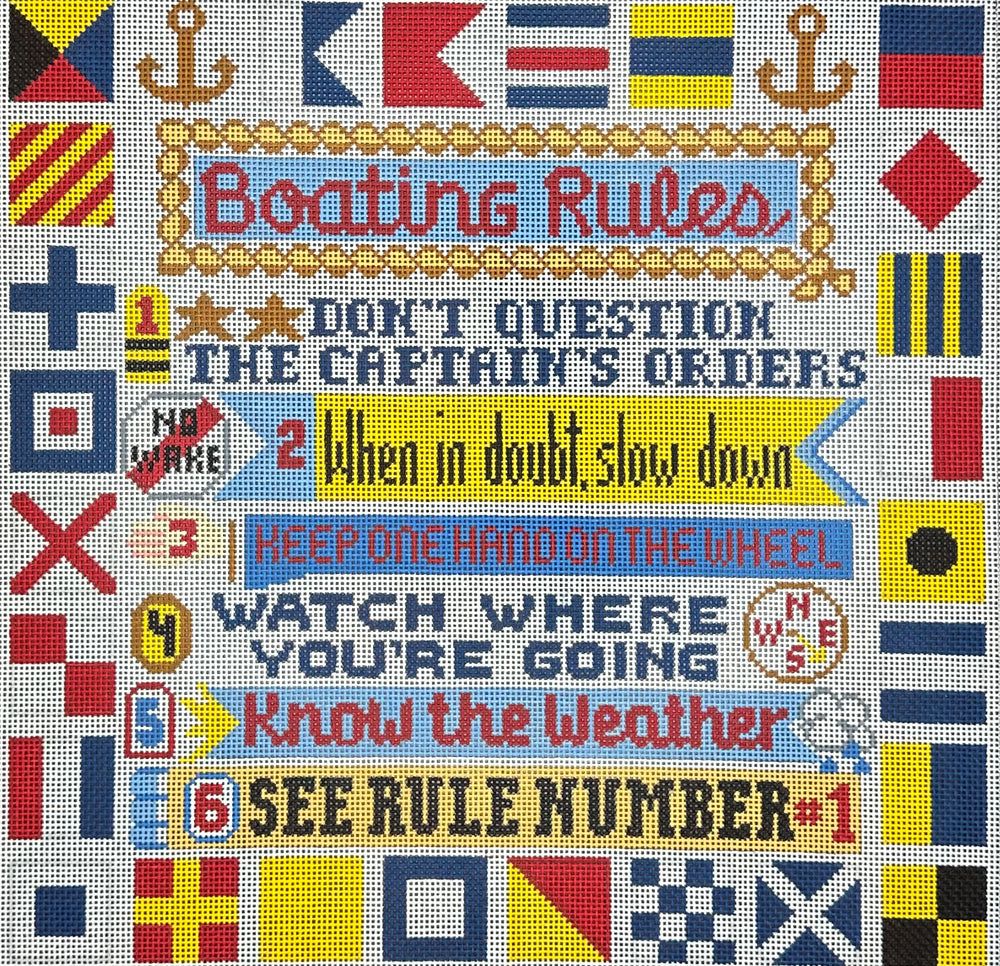 Boating Rules
1 DON'T QUESTION
THE CAPTAIN'S ORDERS
NO
WAKE
2 When in doubt, slow down
3 KEEP ONE HAND ON THE WHEEL
4 WATCH WHERE
YOU'RE GOING
N
W E
S
5 Know the Weather
6 SEE RULE NUMBER #1